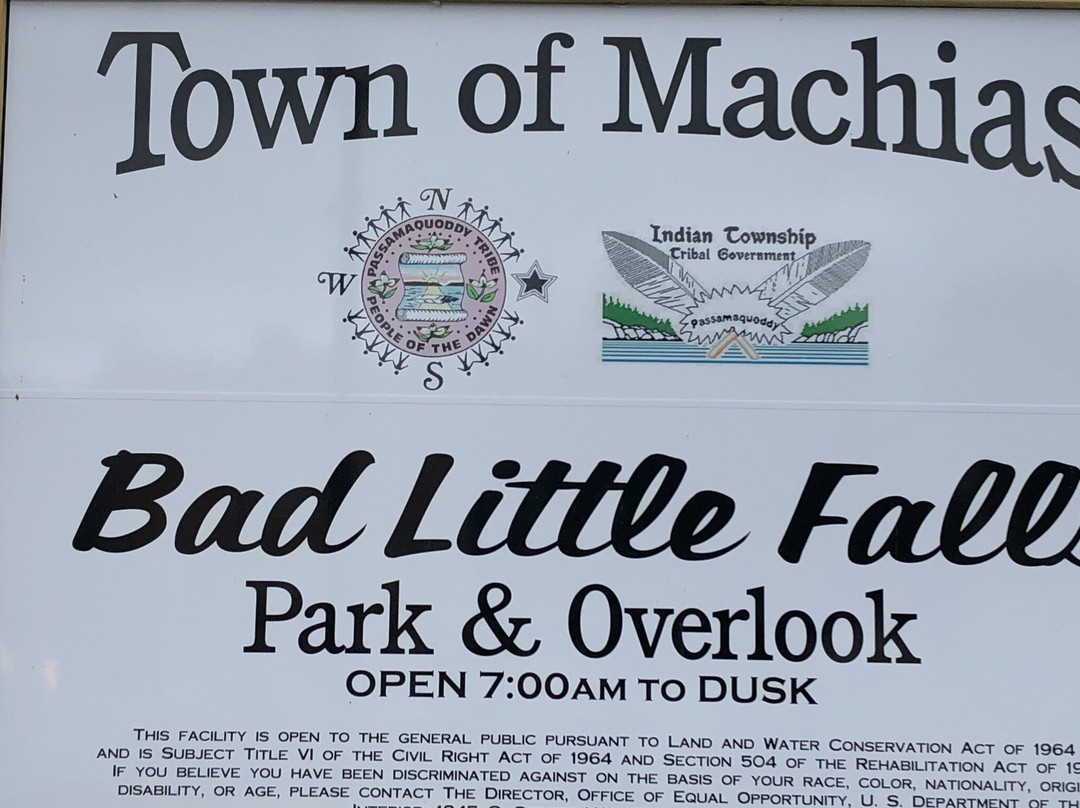 Town of Machias
N
W
S
PASSAMAQUODDY TRIBE
PEOPLE OF THE DAWN
Indian Township
Tribal Government
Passamaquoddy
Bad Little Falls
Park & Overlook
OPEN 7:00AM TO DUSK
THIS FACILITY IS OPEN TO THE GENERAL PUBLIC PURSUANT TO LAND AND WATER CONSERVATION ACT OF 1964
AND IS SUBJECT TITLE VI OF THE CIVIL RIGHT ACT OF 1964 AND SECTION 504 OF THE REHABILITATION ACT OF
IF YOU BELIEVE YOU HAVE BEEN DISCRIMINATED AGAINST ON THE BASIS OF YOUR RACE, COLOR, NATIONALITY,
DISABILITY, OR AGE, PLEASE CONTACT THE DIRECTOR, OFFICE OF EQUAL OPPORTUNITY, U. S. DEPARTMENT OF